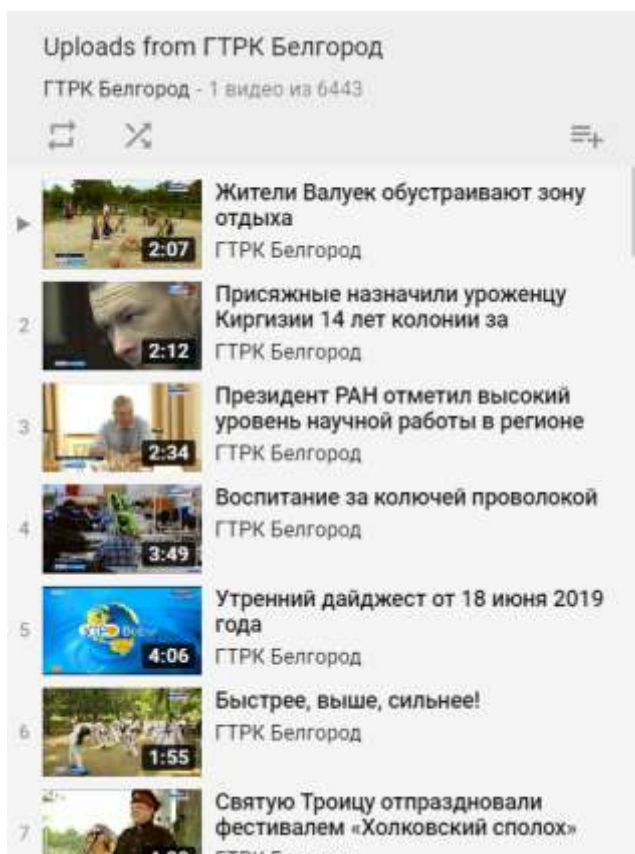 Uploads from ГТРК Белгород
ГТРК Белгород - 1 видео из 6443
Жители Валуек обустраивают зону
отдыха
2:07
ГТРК Белгород
Присяжные назначили уроженцу
2
Киргизии 14 лет колонии за
2:12
ГТРК Белгород
Президент РАН отметил высокий
3
уровень научной работы в регионе
2:34
ГТРК Белгород
Воспитание за колючей проволокой
4
ГТРК Белгород
3:49
Утренний дайджест от 18 июня 2019
5
года
4:06
ГТРК Белгород
Быстрее, выше, сильнее!
6
ГТРК Белгород
1:55
Святую Троицу отпраздновали
7
фестивалем «Холковский сполох»